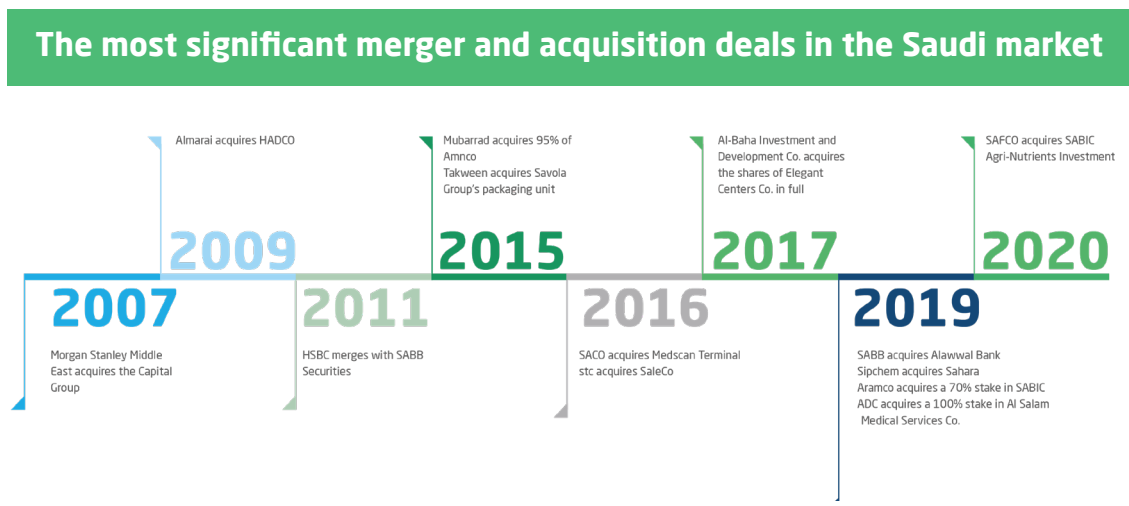 The most significant merger and acquisition deals in the Saudi market
2007
Morgan Stanley Middle
East acquires the Capital
Group
Almarai acquires HADCO
2009
2011
HSBC merges with SABB
Securities
Mubarrad acquires 95% of
Amnco
Takween acquires Savola
Group's packaging unit
2015
2016
SACO acquires Medscan Terminal
stc acquires SaleCo
Al-Baha Investment and
Development Co. acquires
the shares of Elegant
Centers Co. in full
2017
2019
SABB acquires Alawwal Bank
Sipchem acquires Sahara
Aramco acquires a 70% stake in SABIC
ADC acquires a 100% stake in Al Salam
Medical Services Co.
SAFCO acquires SABIC
Agri-Nutrients Investment
2020